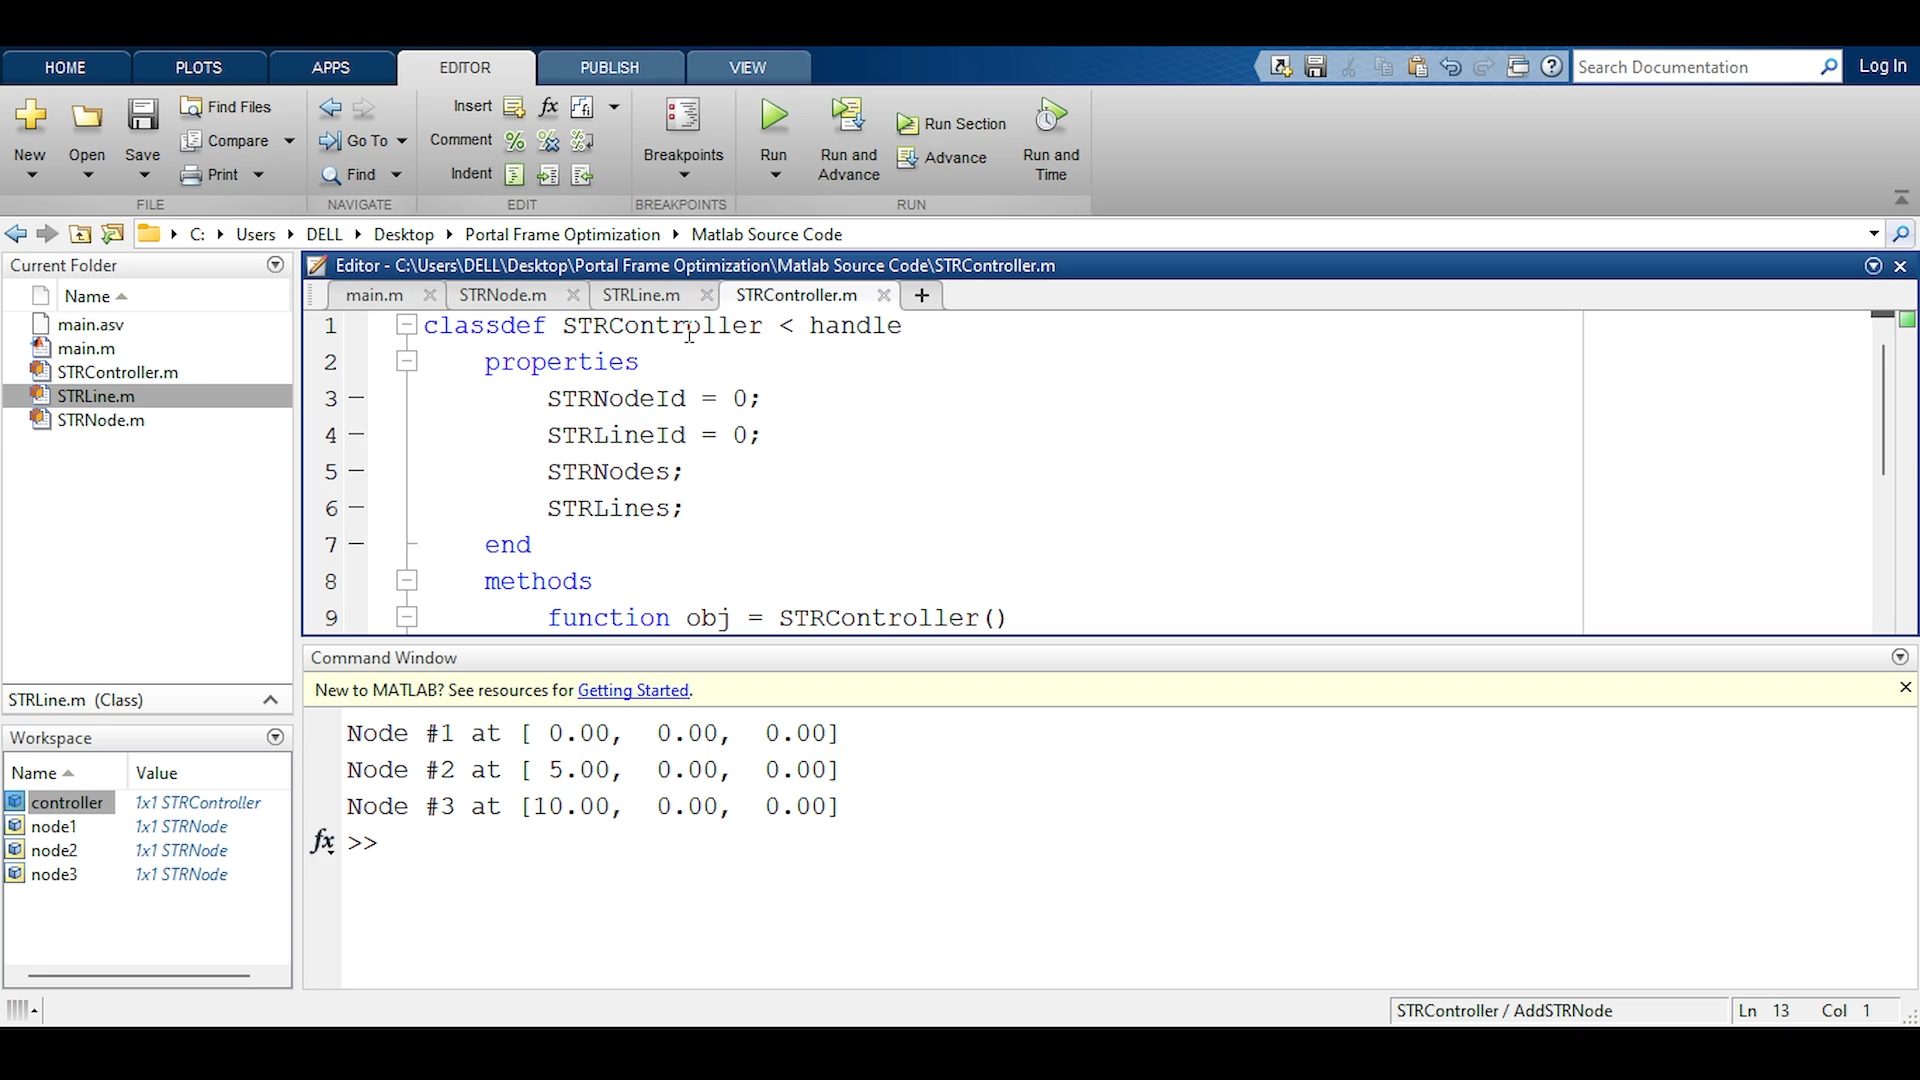 HOME PLOTS APPS EDITOR PUBLISH VIEW Search Documentation Log In
New Open Save Find Files Compare Print
FILE
Go To Find
NAVIGATE
Insert fx
Comment
Indent
EDIT
Breakpoints
BREAKPOINTS
Run Run and Advance Run Section Advance Run and Time
RUN
C: Users DELL Desktop Portal Frame Optimization Matlab Source Code
Current Folder
Name
main.asv
main.m
STRController.m
STRLine.m
STRNode.m
STRLine.m (Class)
Workspace
Name Value
controller 1x1 STRController
node1 1x1 STRNode
node2 1x1 STRNode
node3 1x1 STRNode
Editor - C:\Users\DELL\Desktop\Portal Frame Optimization\Matlab Source Code\STRController.m
main.m STRNode.m STRLine.m STRController.m
1 classdef STRController < handle
2 properties
3 STRNodeId = 0;
4 STRLineId = 0;
5 STRNodes;
6 STRLines;
7 end
8 methods
9 function obj = STRController()
Command Window
New to MATLAB? See resources for Getting Started.
Node #1 at [ 0.00, 0.00, 0.00]
Node #2 at [ 5.00, 0.00, 0.00]
Node #3 at [10.00, 0.00, 0.00]
fx >>
STRController / AddSTRNode Ln 13 Col 1